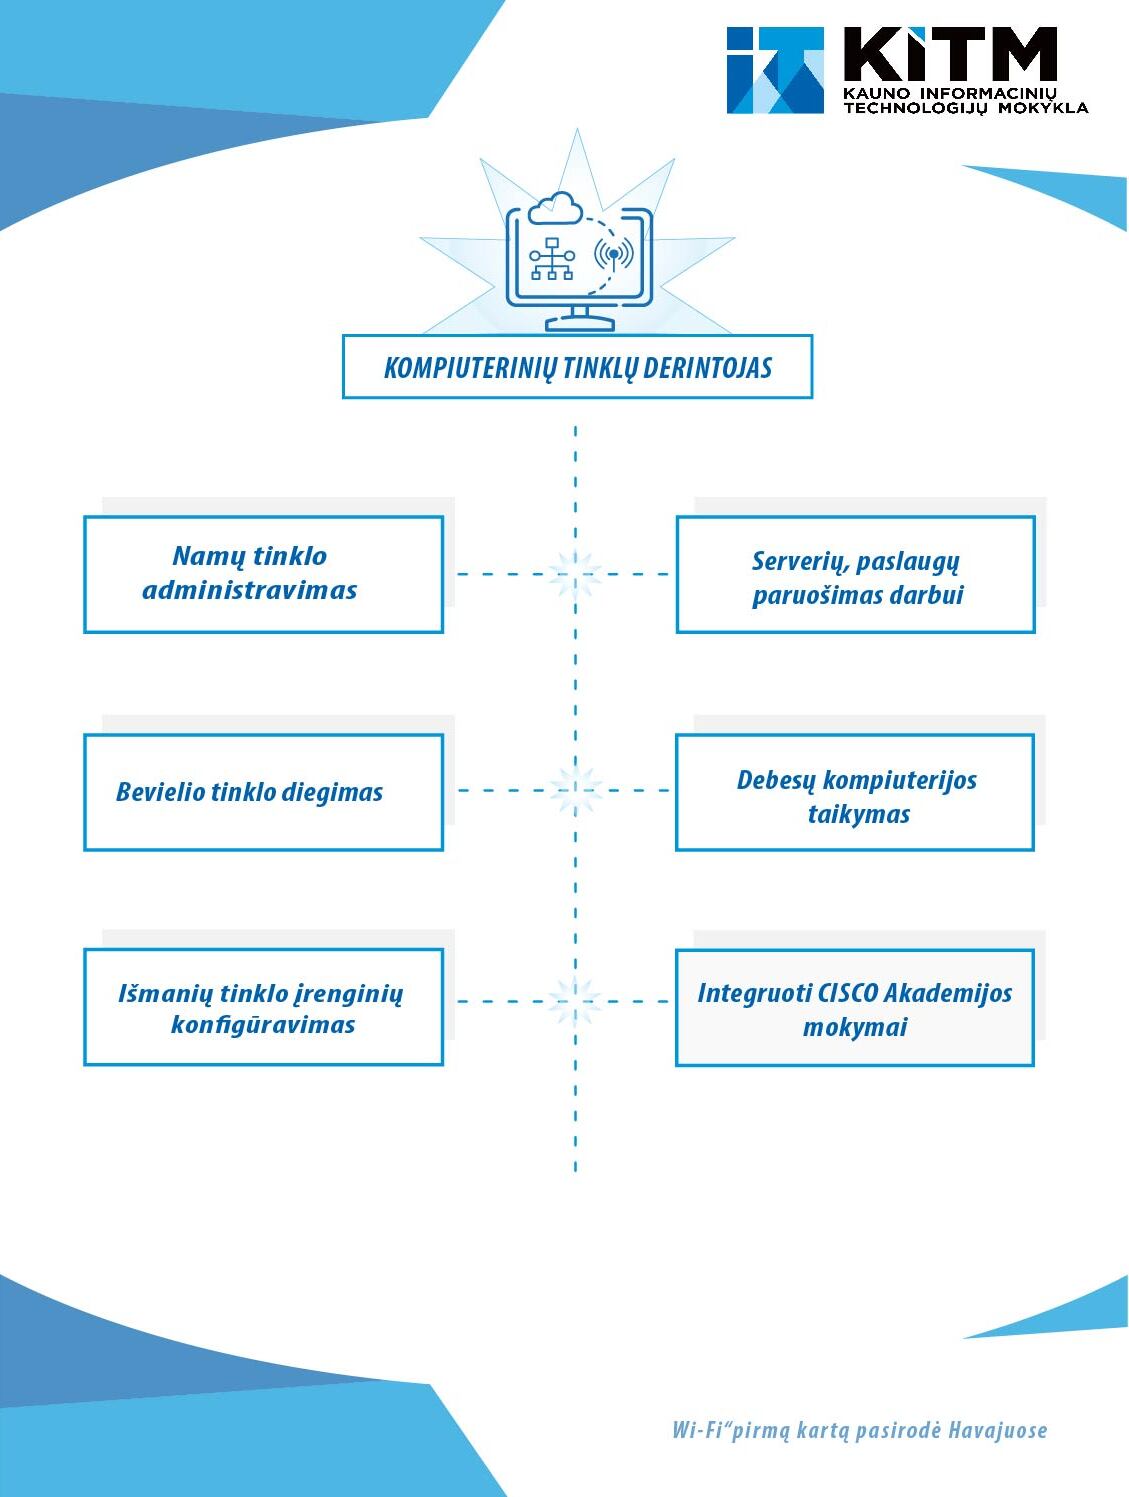 KiTM
KAUNO INFORMACINIŲ
TECHNOLOGIJŲ MOKYKLA
KOMPIUTERINIŲ TINKLŲ DERINTOJAS
Namų tinklo
administravimas
Serverių, paslaugų
paruošimas darbui
Bevielio tinklo diegimas
Debesų kompiuterijos
taikymas
Išmanių tinklo įrenginių
konfigūravimas
Integruoti CISCO Akademijos
mokymai
Wi-Fi“pirmą kartą pasirodė Havajuose